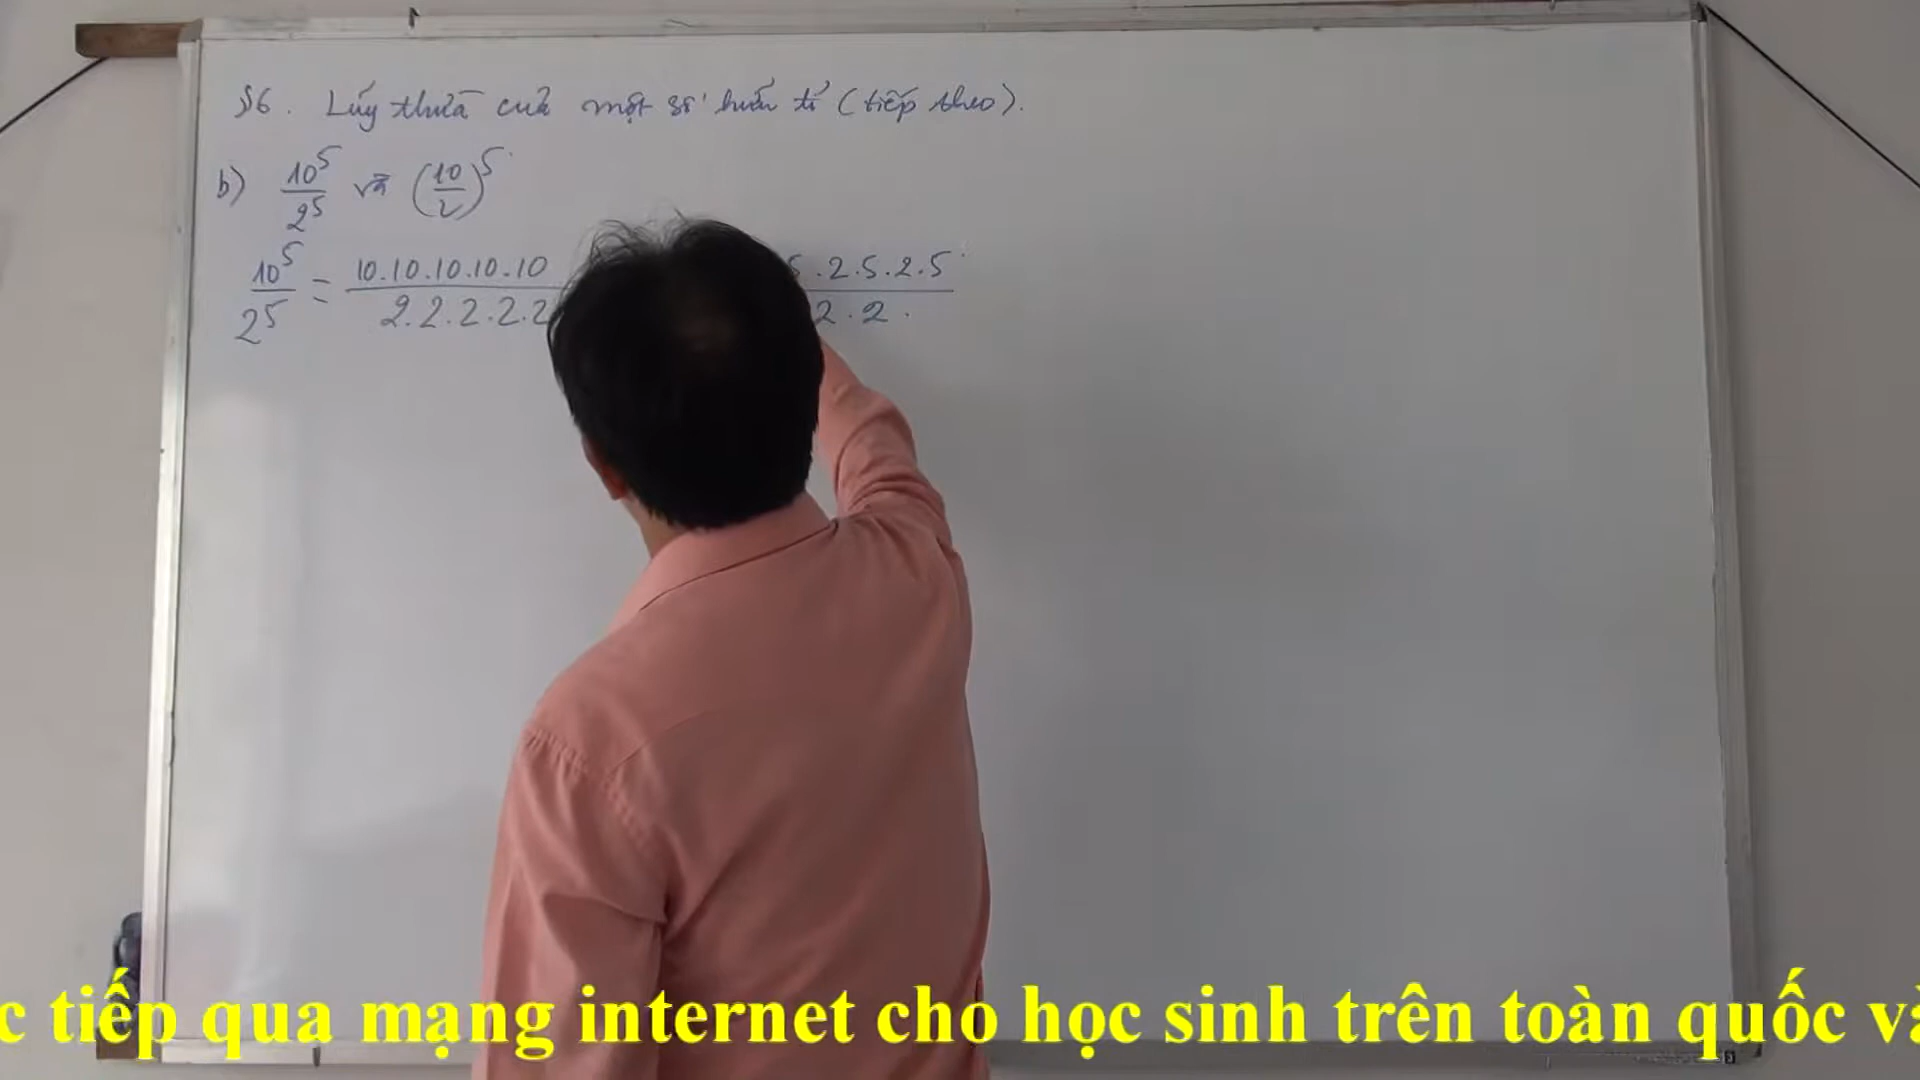 §6. Lũy thừa của một số hữu tỉ (tiếp theo).
b) 10^5/2^5 và (10/2)^5
10^5/2^5 = 10.10.10.10.10/2.2.2.2.2 5.2.5.2.5/2.2.
tiếp qua mạng internet cho học sinh trên toàn quốc